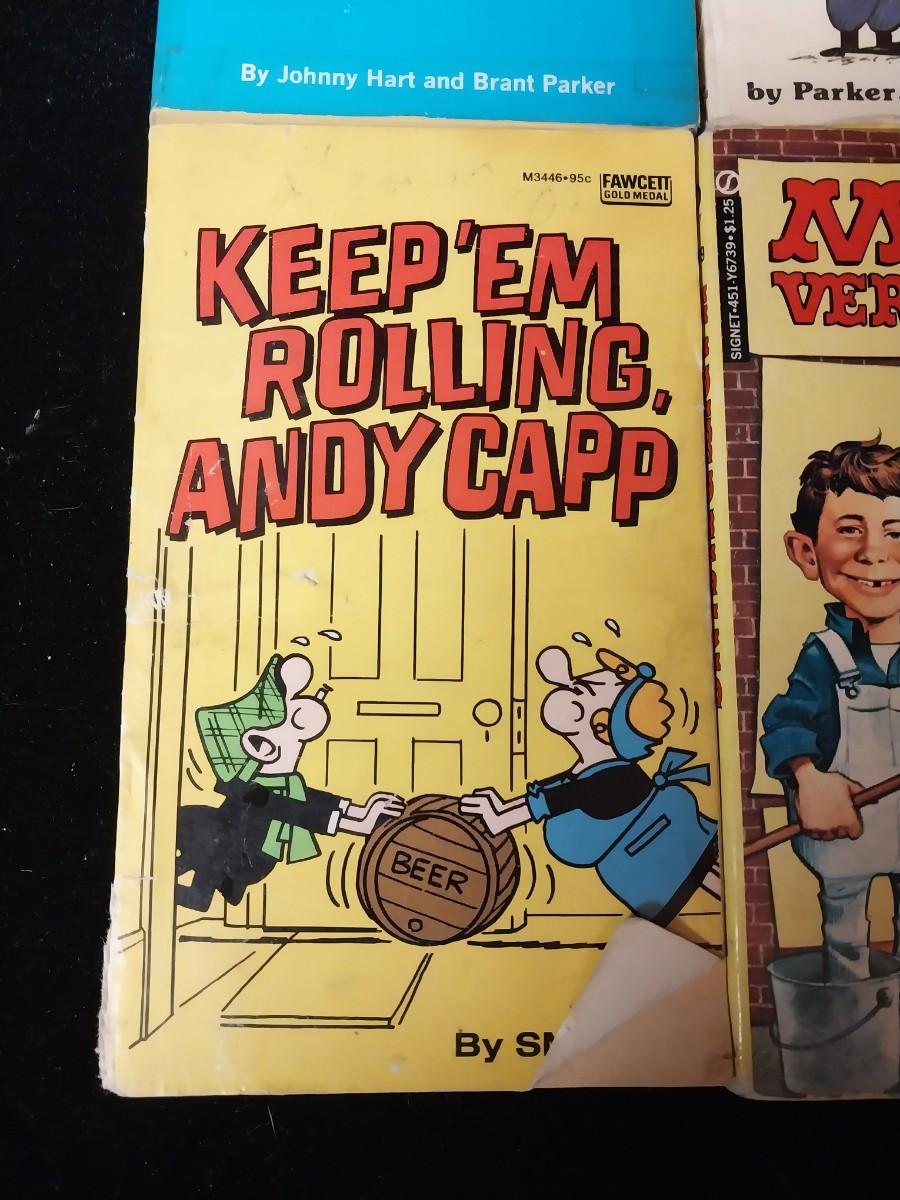 By Johnny Hart and Brant Parker
by Parker
M3446•95c
FAWCETT
GOLD MEDAL
KEEP 'EM
ROLLING,
ANDY CAPP
BEER
By
SIGNET•451-Y6739•$1.25